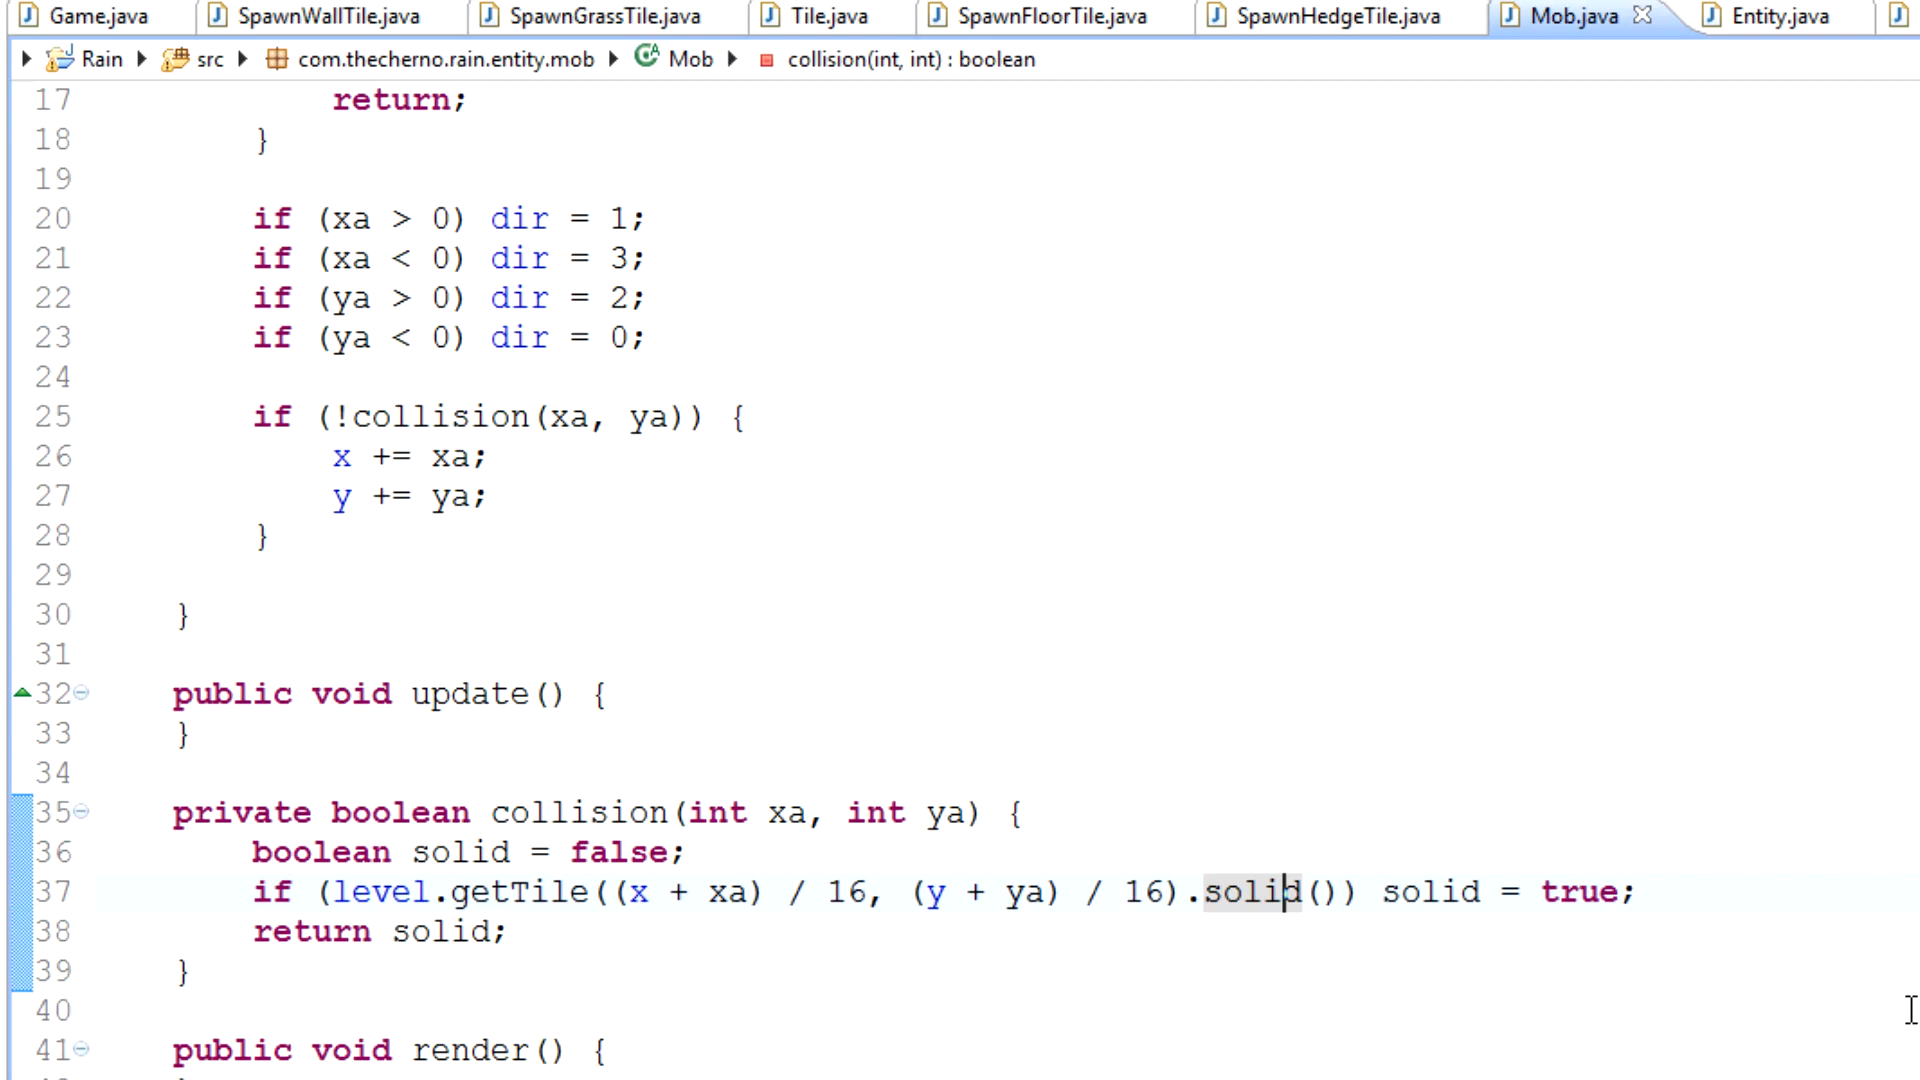 Game.java SpawnWallTile.java SpawnGrassTile.java Tile.java SpawnFloorTile.java SpawnHedgeTile.java Mob.java Entity.java
Rain src com.thecherno.rain.entity.mob Mob collision(int, int) : boolean
17 return;
18 }
19
20 if (xa > 0) dir = 1;
21 if (xa < 0) dir = 3;
22 if (ya > 0) dir = 2;
23 if (ya < 0) dir = 0;
24
25 if (!collision(xa, ya)) {
26 x += xa;
27 y += ya;
28 }
29
30 }
31
32 public void update() {
33 }
34
35 private boolean collision(int xa, int ya) {
36 boolean solid = false;
37 if (level.getTile((x + xa) / 16, (y + ya) / 16).solid()) solid = true;
38 return solid;
39 }
40
41 public void render() {